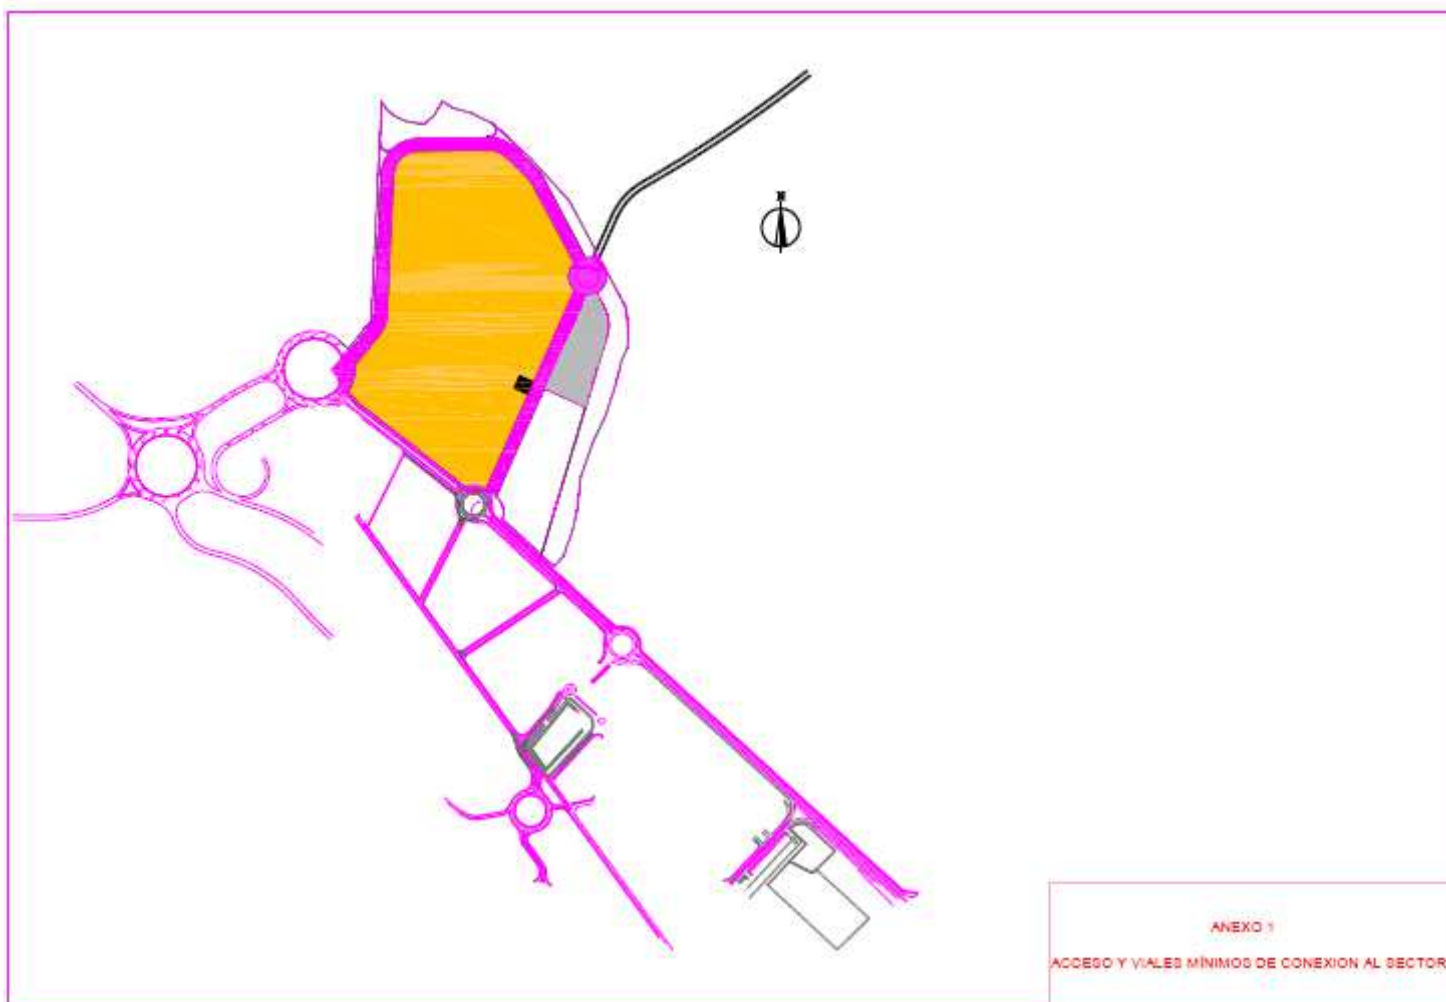 N
ANEXO 1
ACCESO Y VIALES MÍNIMOS DE CONEXION AL SECTOR